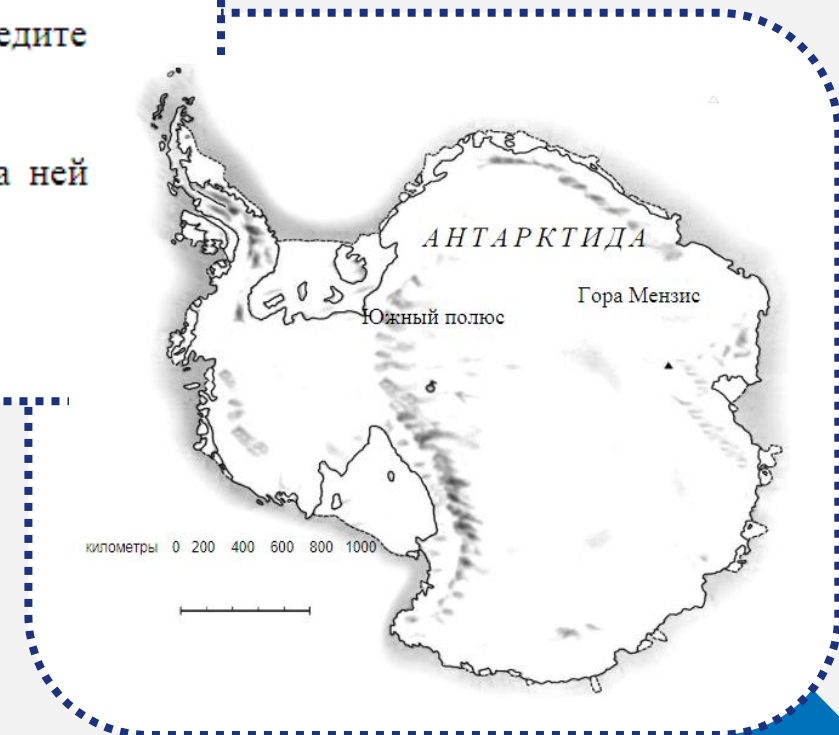 едите
а ней
АНТАРКТИДА
Гора Мензис
Южный полюс
километры 0 200 400 600 800 1000